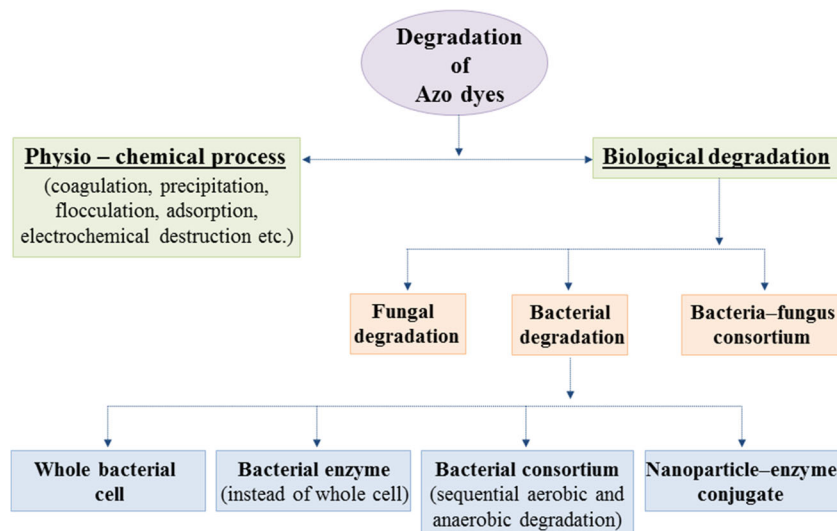 Degradation
of
Azo dyes
Physio – chemical process
(coagulation, precipitation,
flocculation, adsorption,
electrochemical destruction etc.)
Biological degradation
Fungal
degradation
Bacterial
degradation
Bacteria–fungus
consortium
Whole bacterial
cell
Bacterial enzyme
(instead of whole cell)
Bacterial consortium
(sequential aerobic and
anaerobic degradation)
Nanoparticle–enzyme
conjugate